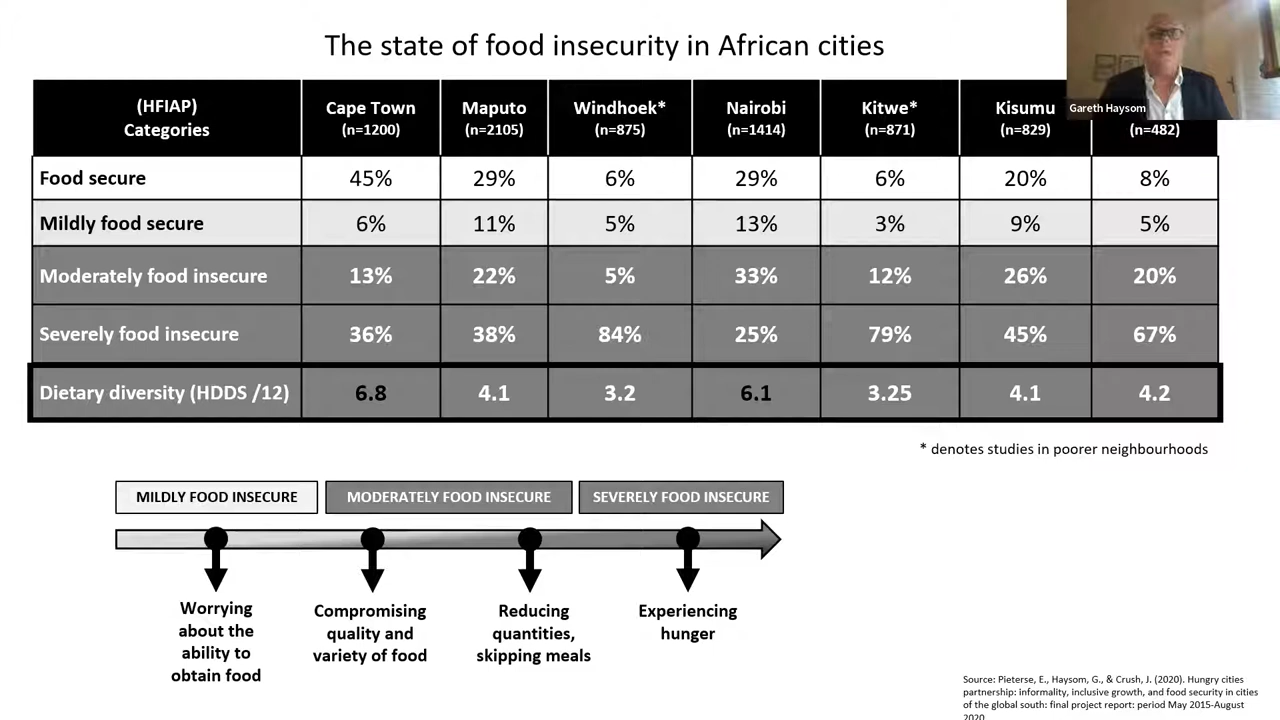 The state of food insecurity in African cities
Gareth Haysom
(HFIAP)
Categories
Cape Town
(n=1200)
Maputo
(n=2105)
Windhoek*
(n=875)
Nairobi
(n=1414)
Kitwe*
(n=871)
Kisumu
(n=829)
(n=482)
Food secure 45% 29% 6% 29% 6% 20% 8%
Mildly food secure 6% 11% 5% 13% 3% 9% 5%
Moderately food insecure 13% 22% 5% 33% 12% 26% 20%
Severely food insecure 36% 38% 84% 25% 79% 45% 67%
Dietary diversity (HDDS /12) 6.8 4.1 3.2 6.1 3.25 4.1 4.2
* denotes studies in poorer neighbourhoods
MILDLY FOOD INSECURE MODERATELY FOOD INSECURE SEVERELY FOOD INSECURE
Worrying
about the
ability to
obtain food
Compromising
quality and
variety of food
Reducing
quantities,
skipping meals
Experiencing
hunger
Source: Pieterse, E., Haysom, G., & Crush, J. (2020). Hungry cities
partnership: informality, inclusive growth, and food security in cities
of the global south: final project report: period May 2015-August
2020.